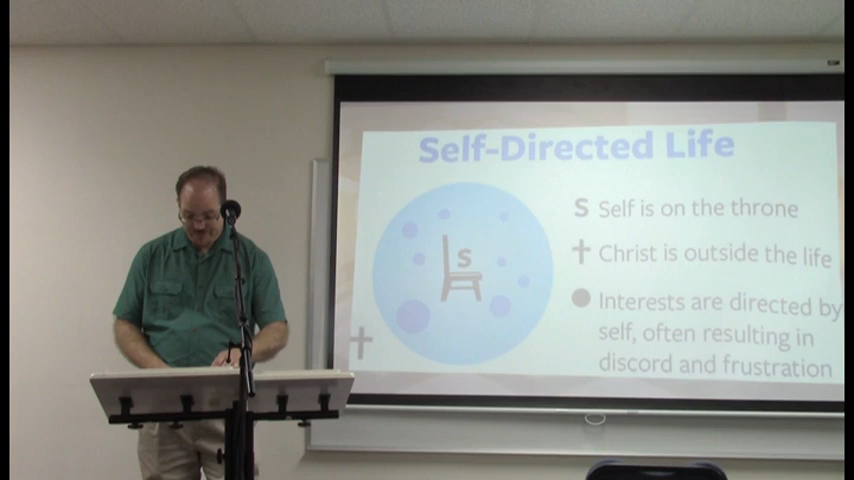 Self-Directed Life
S Self is on the throne
✝ Christ is outside the life
● Interests are directed by
self, often resulting in
discord and frustration
S